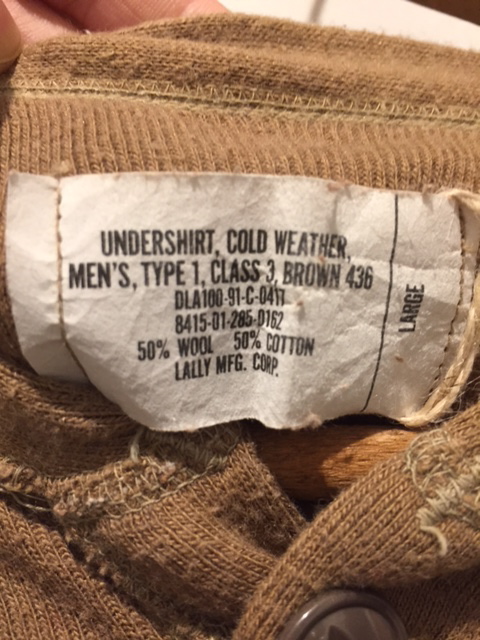 UNDERSHIRT, COLD WEATHER,
MEN'S, TYPE 1, CLASS 3, BROWN 436
DLA100-91-C-0417
8415-01-285-0162
50% WOOL 50% COTTON
LALLY MFG. CORP.
LARGE